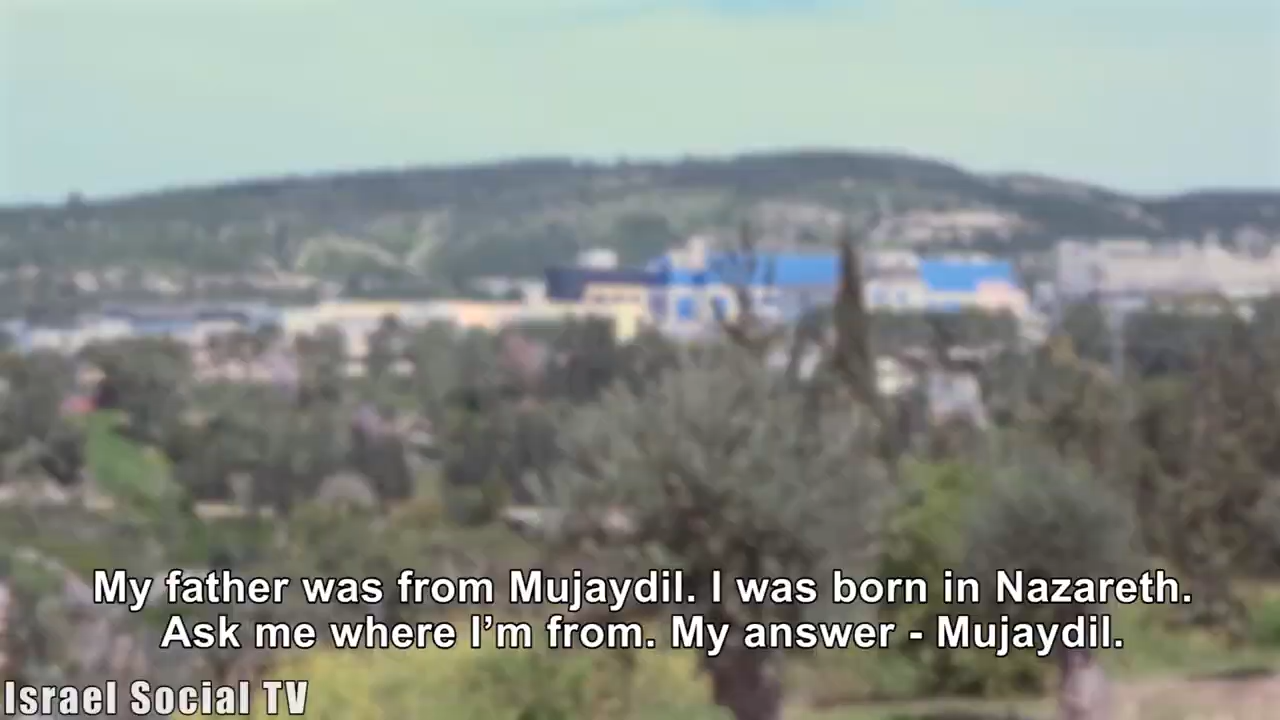 My father was from Mujaydil. I was born in Nazareth.
Ask me where I’m from. My answer - Mujaydil.
Israel Social TV